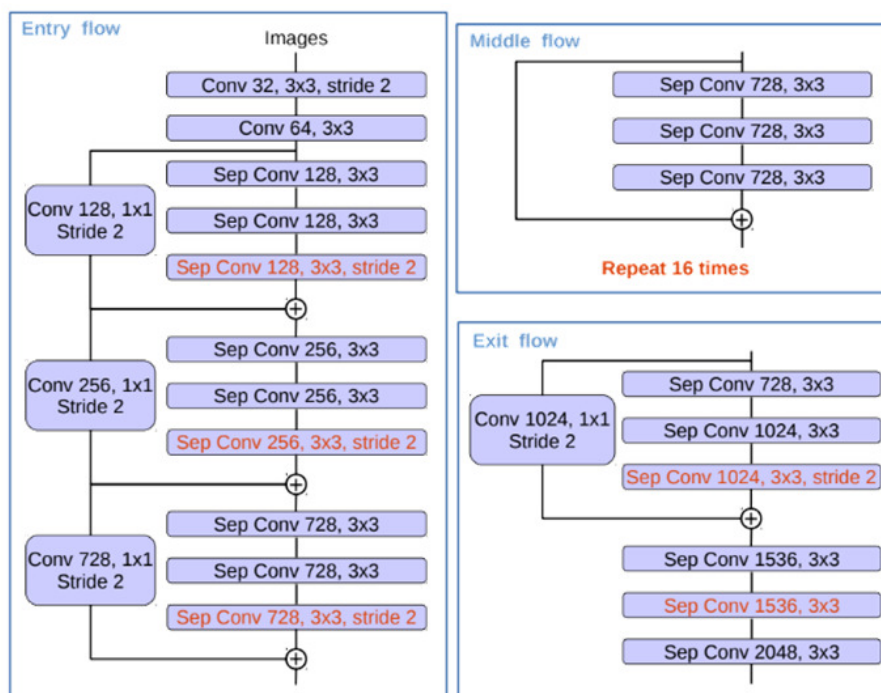 Entry flow
Images
Conv 32, 3x3, stride 2
Conv 64, 3x3
Sep Conv 128, 3x3
Conv 128, 1x1
Stride 2
Sep Conv 128, 3x3
Sep Conv 128, 3x3, stride 2
Sep Conv 256, 3x3
Conv 256, 1x1
Stride 2
Sep Conv 256, 3x3
Sep Conv 256, 3x3, stride 2
Sep Conv 728, 3x3
Conv 728, 1x1
Stride 2
Sep Conv 728, 3x3
Sep Conv 728, 3x3, stride 2
Middle flow
Sep Conv 728, 3x3
Sep Conv 728, 3x3
Sep Conv 728, 3x3
Repeat 16 times
Exit flow
Sep Conv 728, 3x3
Conv 1024, 1x1
Stride 2
Sep Conv 1024, 3x3
Sep Conv 1024, 3x3, stride 2
Sep Conv 1536, 3x3
Sep Conv 1536, 3x3
Sep Conv 2048, 3x3